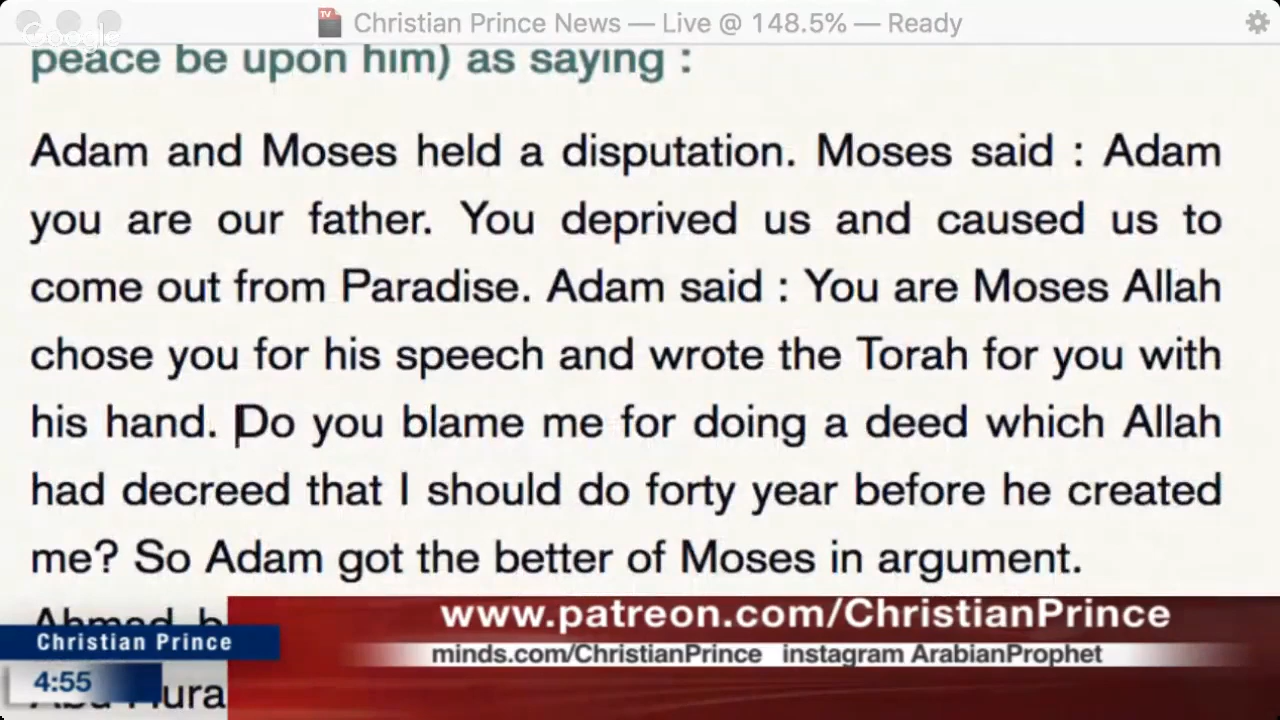 Christian Prince News — Live @ 148.5% — Ready
Google
peace be upon him) as saying :
Adam and Moses held a disputation. Moses said : Adam
you are our father. You deprived us and caused us to
come out from Paradise. Adam said : You are Moses Allah
chose you for his speech and wrote the Torah for you with
his hand. Do you blame me for doing a deed which Allah
had decreed that I should do forty year before he created
me? So Adam got the better of Moses in argument.
www.patreon.com/ChristianPrince
Christian Prince
minds.com/ChristianPrince instagram ArabianProphet
4:55